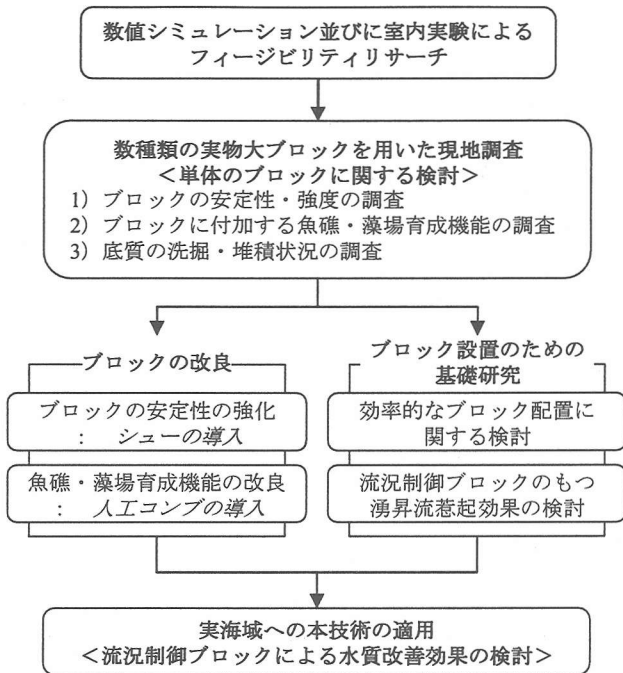 数値シミュレーション並びに室内実験による
フィージビリティリサーチ
数種類の実物大ブロックを用いた現地調査
＜単体のブロックに関する検討＞
1）ブロックの安定性・強度の調査
2）ブロックに付加する魚礁・藻場育成機能の調査
3）底質の洗掘・堆積状況の調査
ブロックの改良
ブロックの安定性の強化
： シューの導入
魚礁・藻場育成機能の改良
： 人工コンブの導入
ブロック設置のための
基礎研究
効率的なブロック配置に
関する検討
流況制御ブロックのもつ
湧昇流惹起効果の検討
実海域への本技術の適用
＜流況制御ブロックによる水質改善効果の検討＞